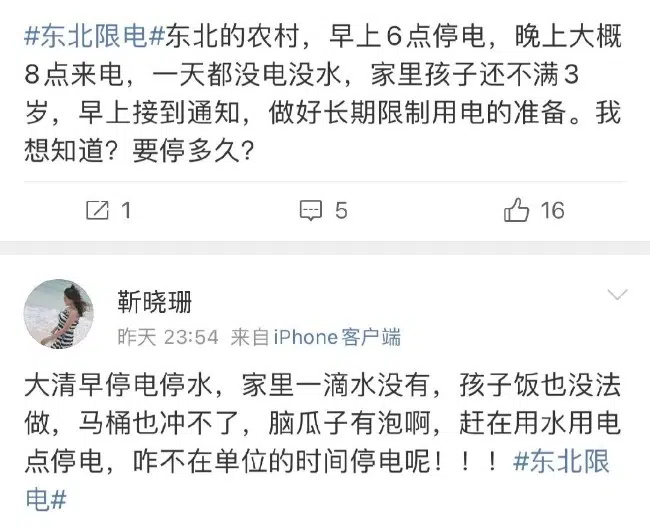 #东北限电#东北的农村，早上6点停电，晚上大概
8点来电，一天都没电没水，家里孩子还不满3
岁，早上接到通知，做好长期限制用电的准备。我
想知道？要停多久？
1 5 16
靳晓珊
昨天 23:54 来自 iPhone客户端
大清早停电停水，家里一滴水没有，孩子饭也没法
做，马桶也冲不了，脑瓜子有泡啊，赶在用水用电
点停电，咋不在单位的时间停电呢！！！#东北限
电#